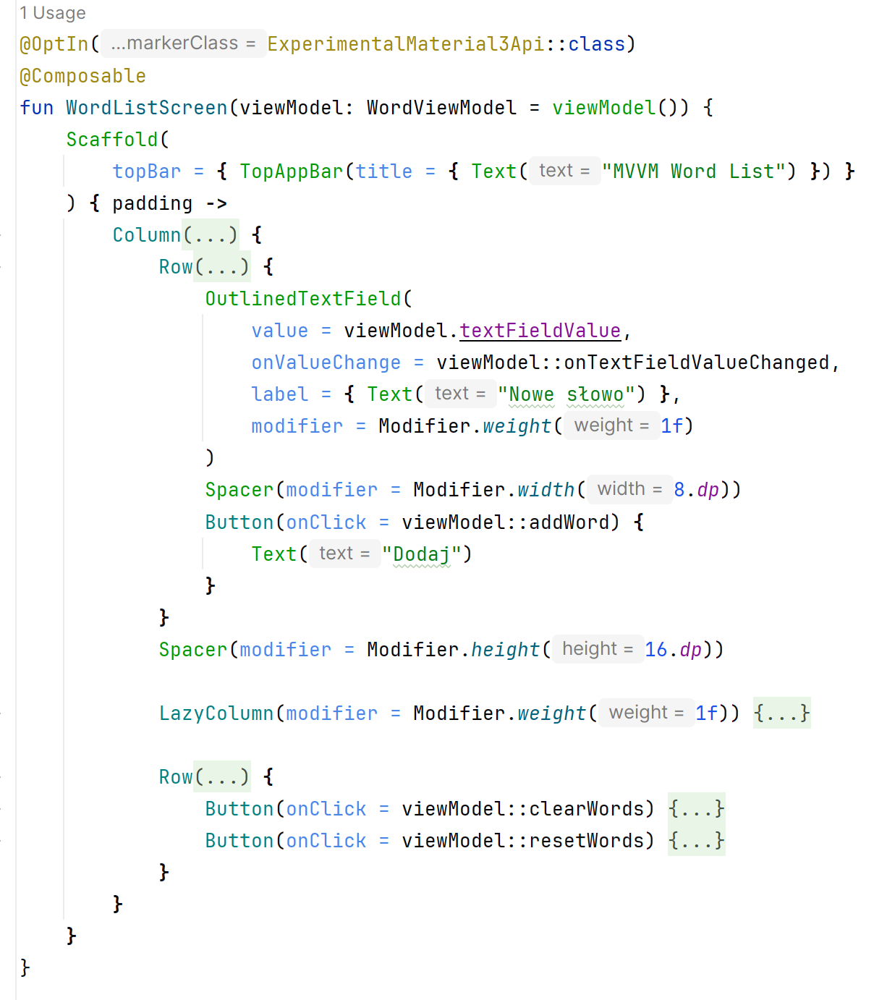 1 Usage
@OptIn( ...markerClass = ExperimentalMaterial3Api::class)
@Composable
fun WordListScreen(viewModel: WordViewModel = viewModel()) {
    Scaffold(
        topBar = { TopAppBar(title = { Text( text = "MVVM Word List") }) }
    ) { padding ->
        Column(...) {
            Row(...) {
                OutlinedTextField(
                    value = viewModel.textFieldValue,
                    onValueChange = viewModel::onTextFieldValueChanged,
                    label = { Text( text = "Nowe słowo") },
                    modifier = Modifier.weight( weight = 1f)
                )
                Spacer(modifier = Modifier.width( width = 8.dp))
                Button(onClick = viewModel::addWord) {
                    Text( text = "Dodaj")
                }
            }
            Spacer(modifier = Modifier.height( height = 16.dp))

            LazyColumn(modifier = Modifier.weight( weight = 1f)) {...}

            Row(...) {
                Button(onClick = viewModel::clearWords) {...}
                Button(onClick = viewModel::resetWords) {...}
            }
        }
    }
}